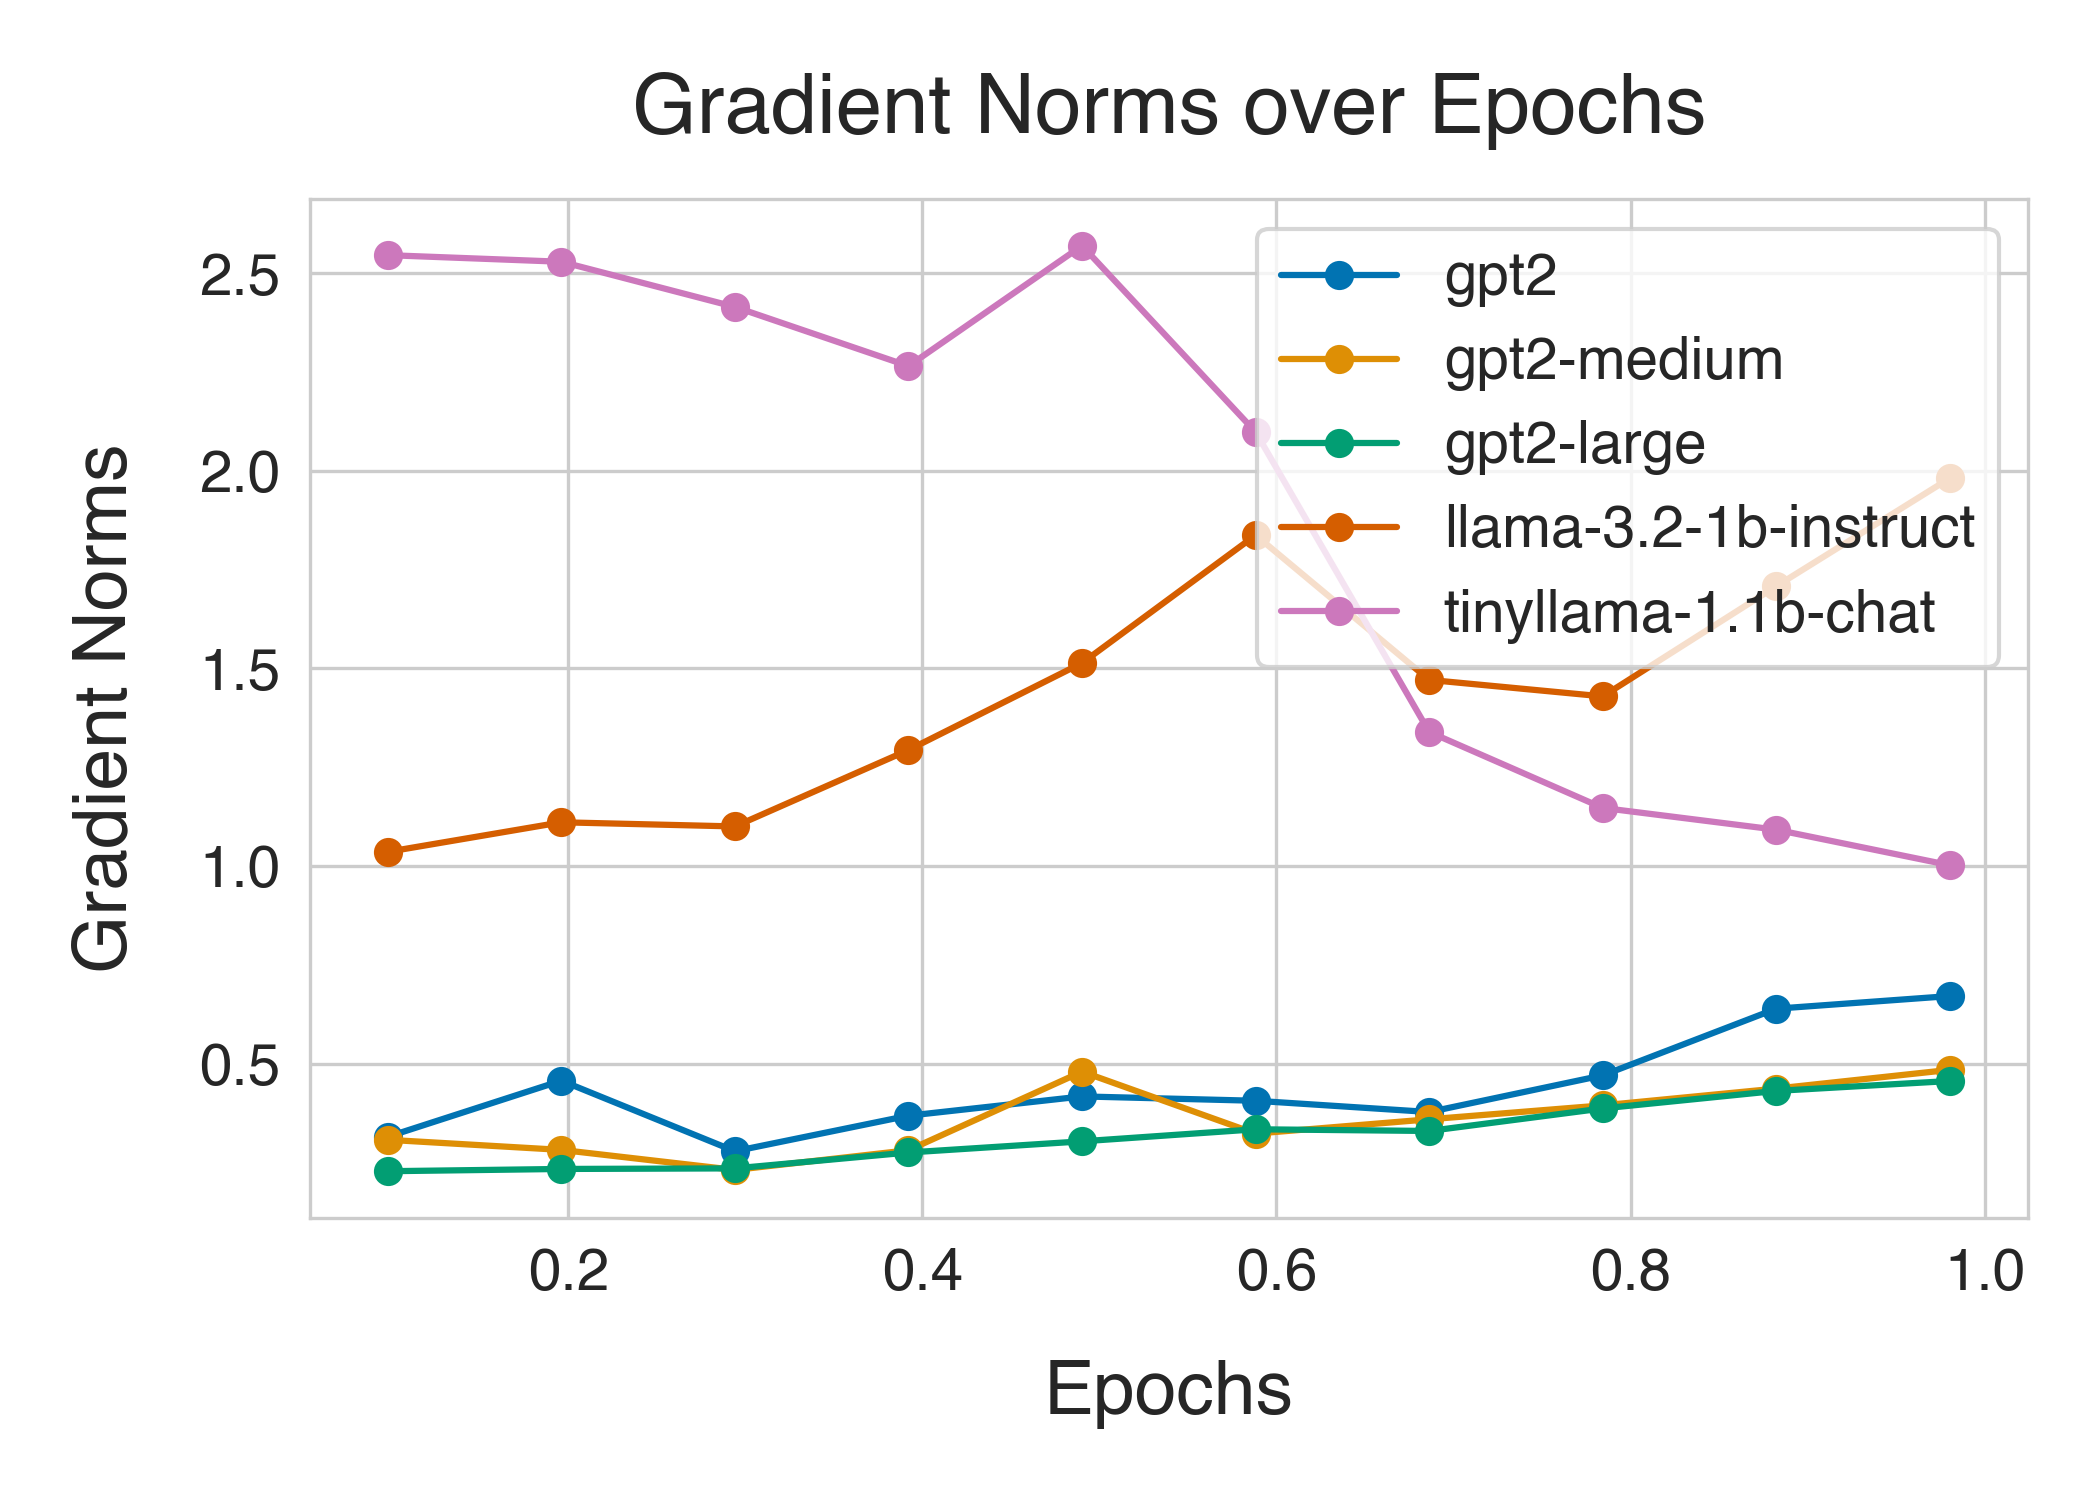 Gradient Norms over Epochs
Gradient Norms
2.5
2.0
1.5
1.0
0.5
gpt2
gpt2-medium
gpt2-large
llama-3.2-1b-instruct
tinyllama-1.1b-chat
0.2 0.4 0.6 0.8 1.0
Epochs